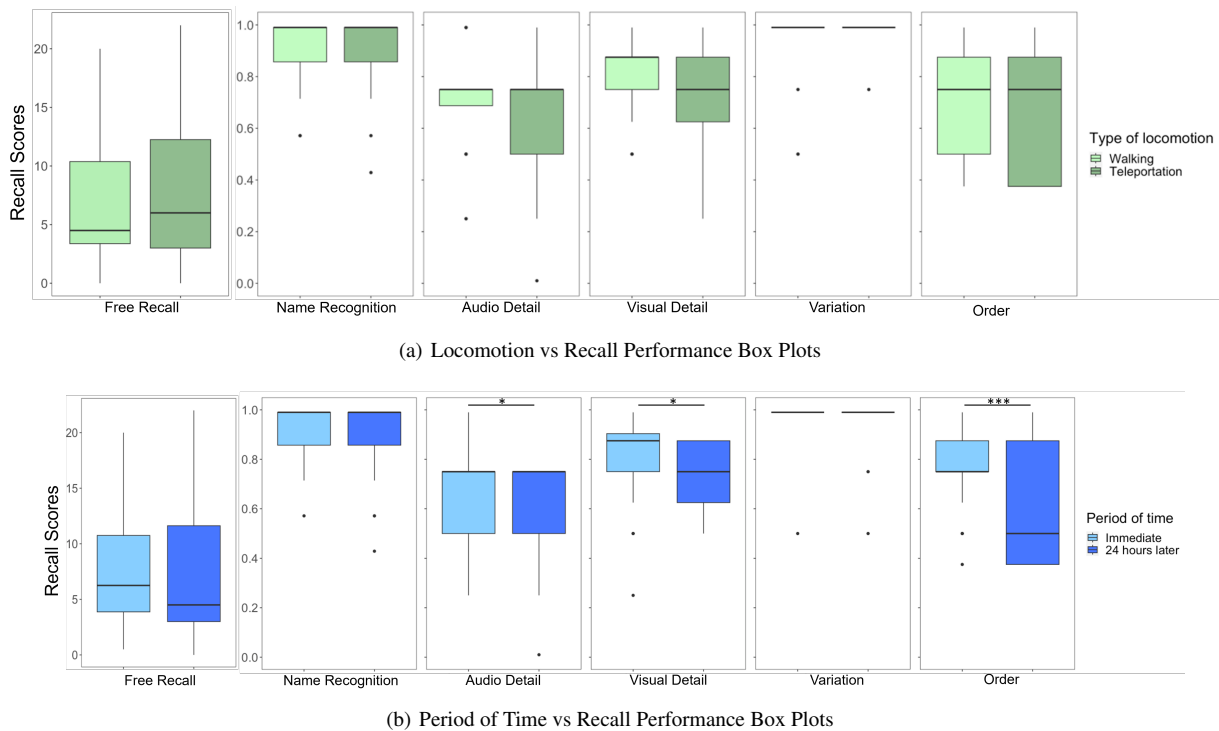 Recall Scores
20
15
10
5
0
1.0
0.8
0.6
0.4
0.2
0.0
Free Recall
Name Recognition
Audio Detail
Visual Detail
Variation
Order
Type of locomotion
Walking
Teleportation
(a) Locomotion vs Recall Performance Box Plots
Recall Scores
20
15
10
5
0
1.0
0.8
0.6
0.4
0.2
0.0
*
*
***
Free Recall
Name Recognition
Audio Detail
Visual Detail
Variation
Order
Period of time
Immediate
24 hours later
(b) Period of Time vs Recall Performance Box Plots